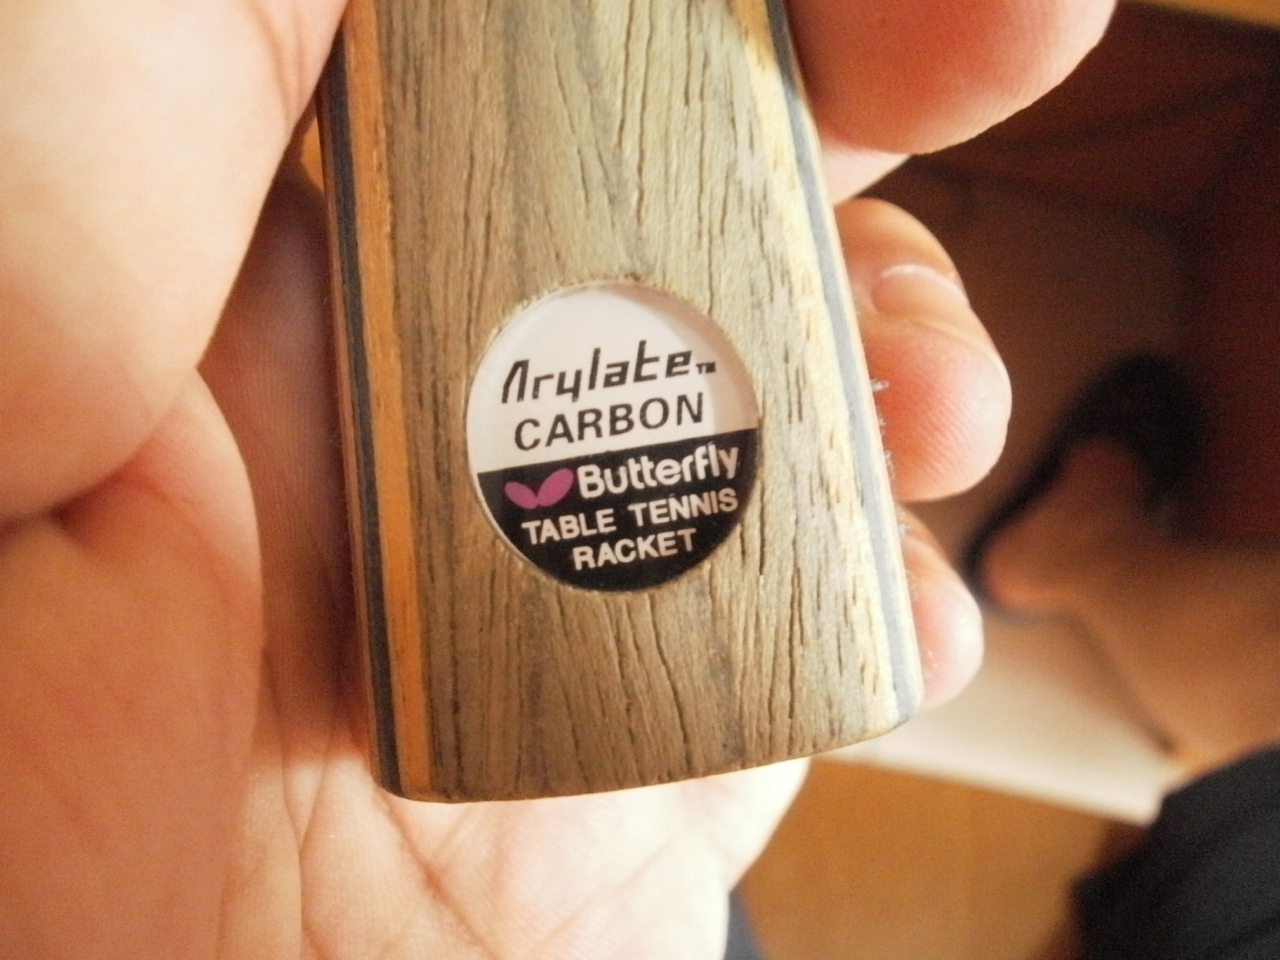 Arylate™
CARBON
Butterfly
TABLE TENNIS
RACKET